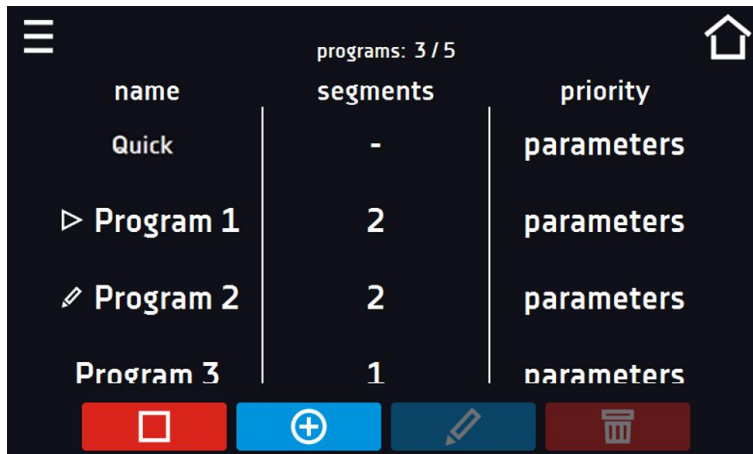 programs: 3 / 5
name segments priority
Quick - parameters
Program 1 2 parameters
Program 2 2 parameters
Program 3 1 parameters